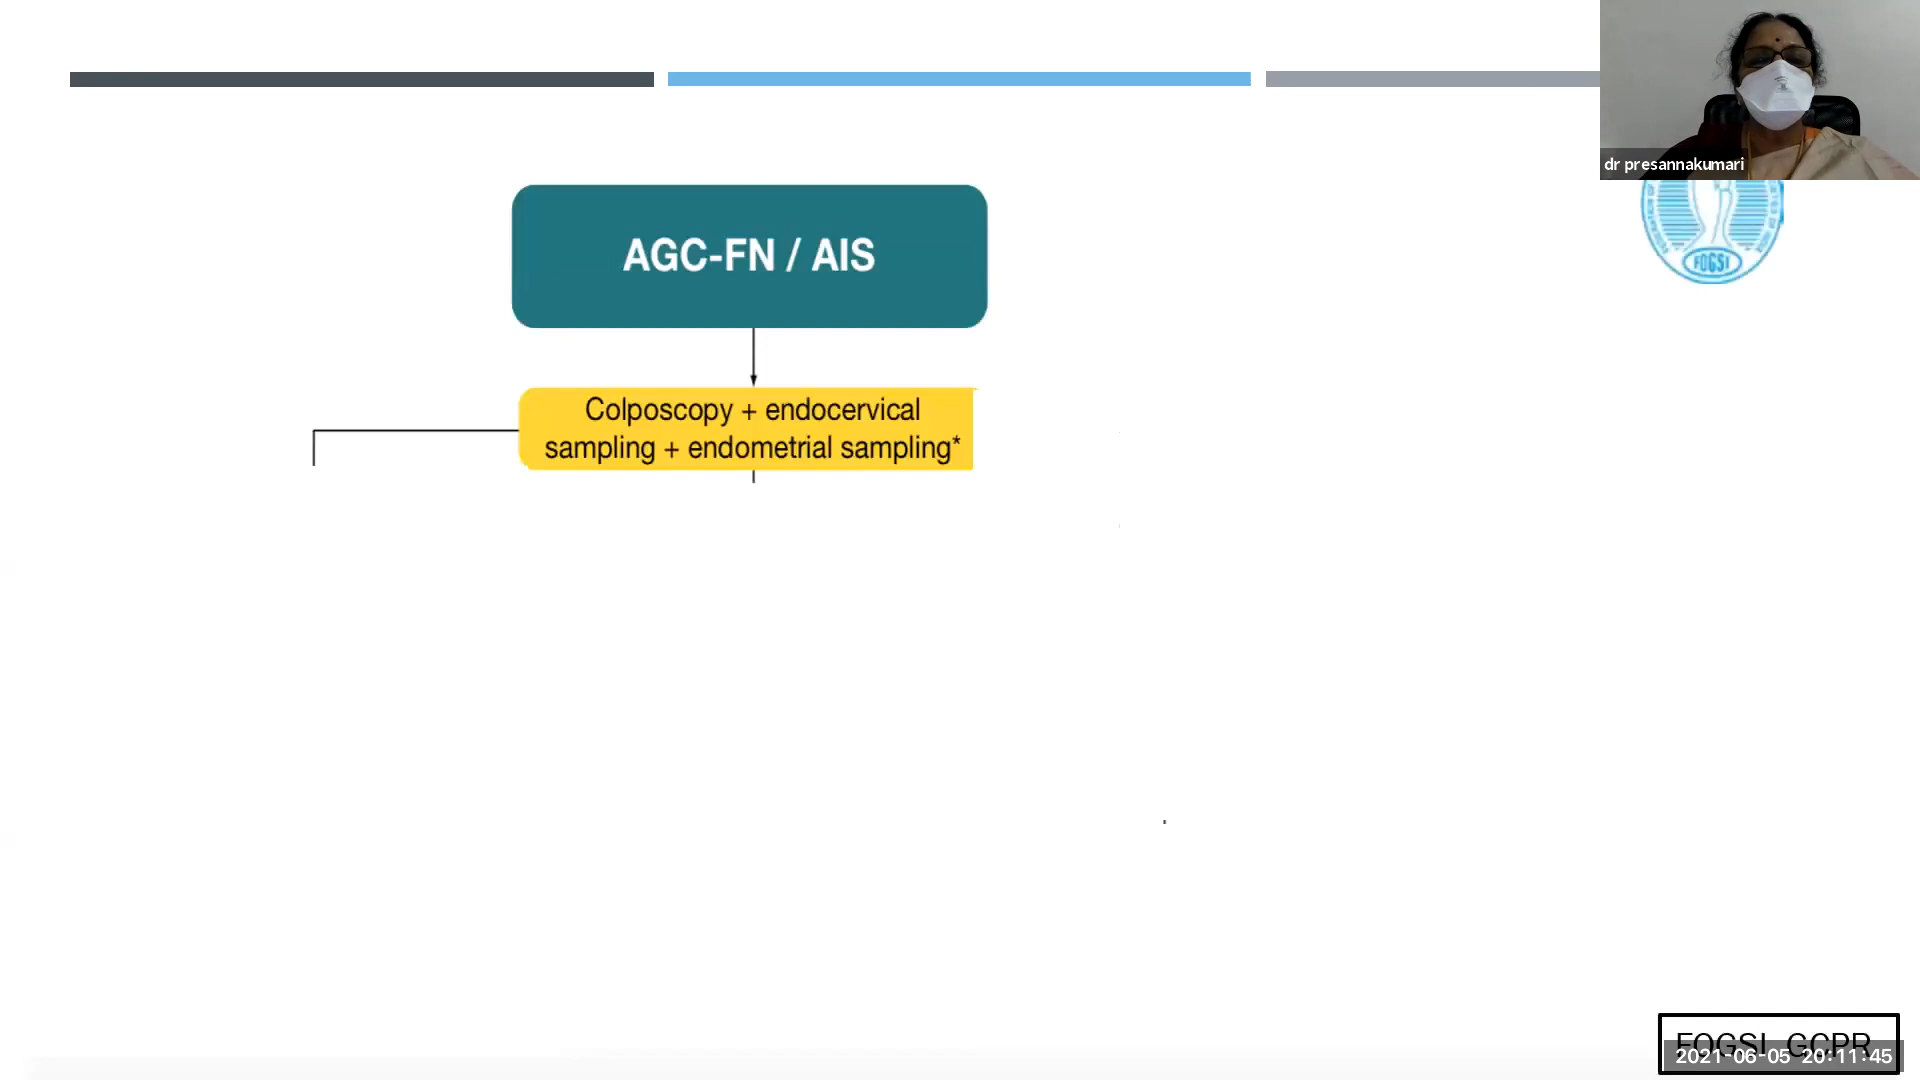 dr presannakumari
FOGSI
AGC-FN / AIS
Colposcopy + endocervical
sampling + endometrial sampling*
FOGSI GCPR
2021-06-05 20:11:45